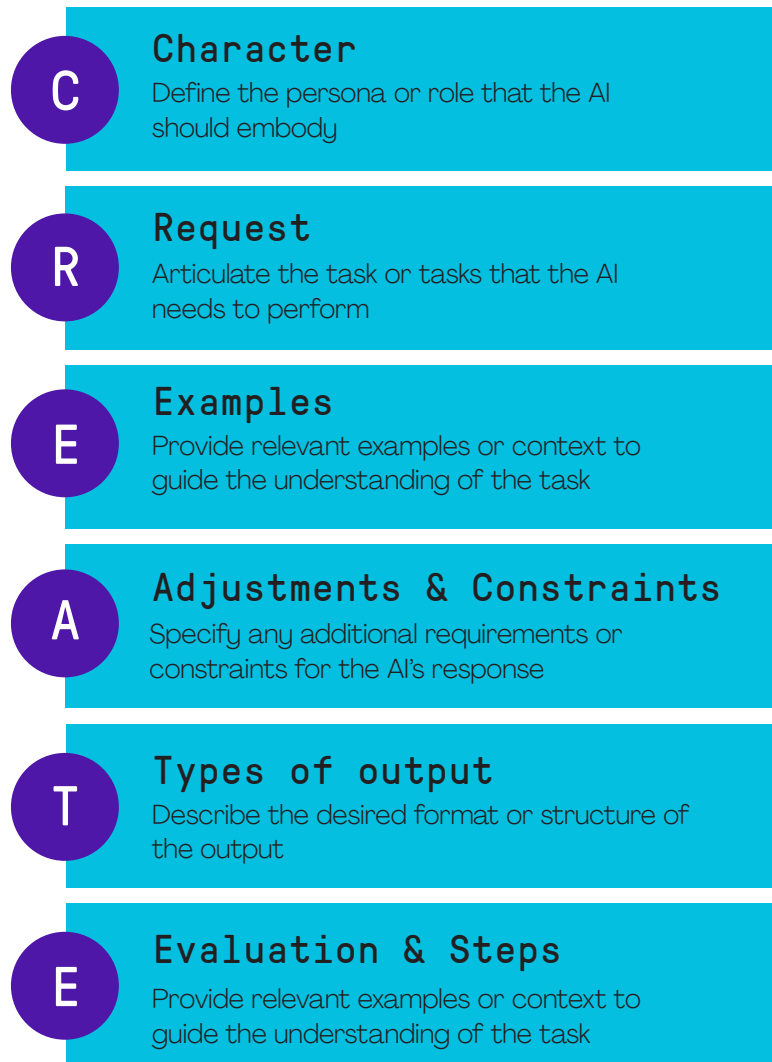 C
Character
Define the persona or role that the AI
should embody
R
Request
Articulate the task or tasks that the AI
needs to perform
E
Examples
Provide relevant examples or context to
guide the understanding of the task
A
Adjustments & Constraints
Specify any additional requirements or
constraints for the AI's response
T
Types of output
Describe the desired format or structure of
the output
E
Evaluation & Steps
Provide relevant examples or context to
guide the understanding of the task